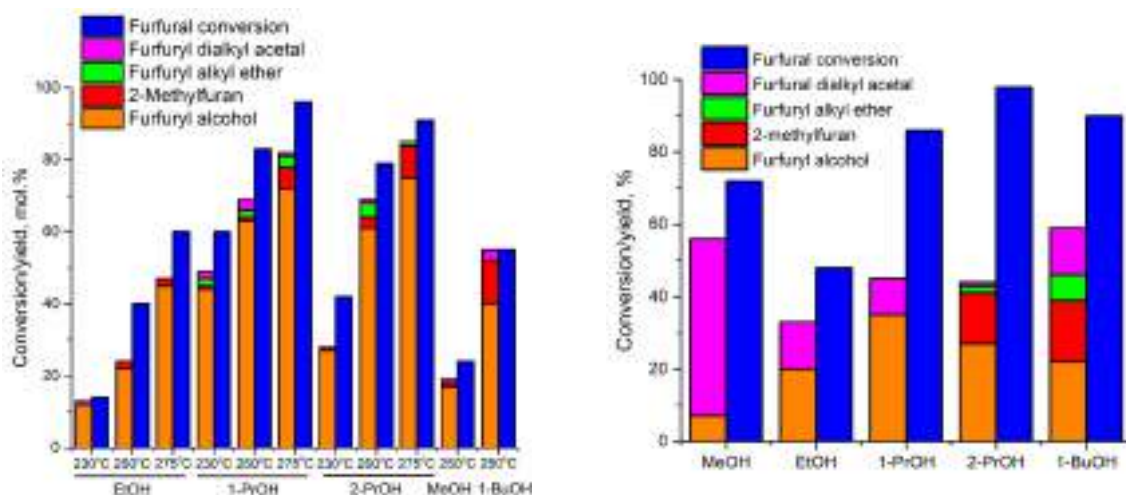 Furfural conversion
Furfuryl dialkyl acetal
Furfuryl alkyl ether
2-Methylfuran
Furfuryl alcohol
Conversion/yield, mol.%
100
80
60
40
20
0
230°C 260°C 275°C 230°C 260°C 275°C 230°C 260°C 275°C 250°C 290°C
EtOH 1-PrOH 2-PrOH MeOH 1-BuOH
Furfural conversion
Furfural dialkyl acetal
Furfuryl alkyl ether
2-methylfuran
Furfuryl alcohol
Conversion/yield, %
100
80
60
40
20
0
MeOH EtOH 1-PrOH 2-PrOH 1-BuOH